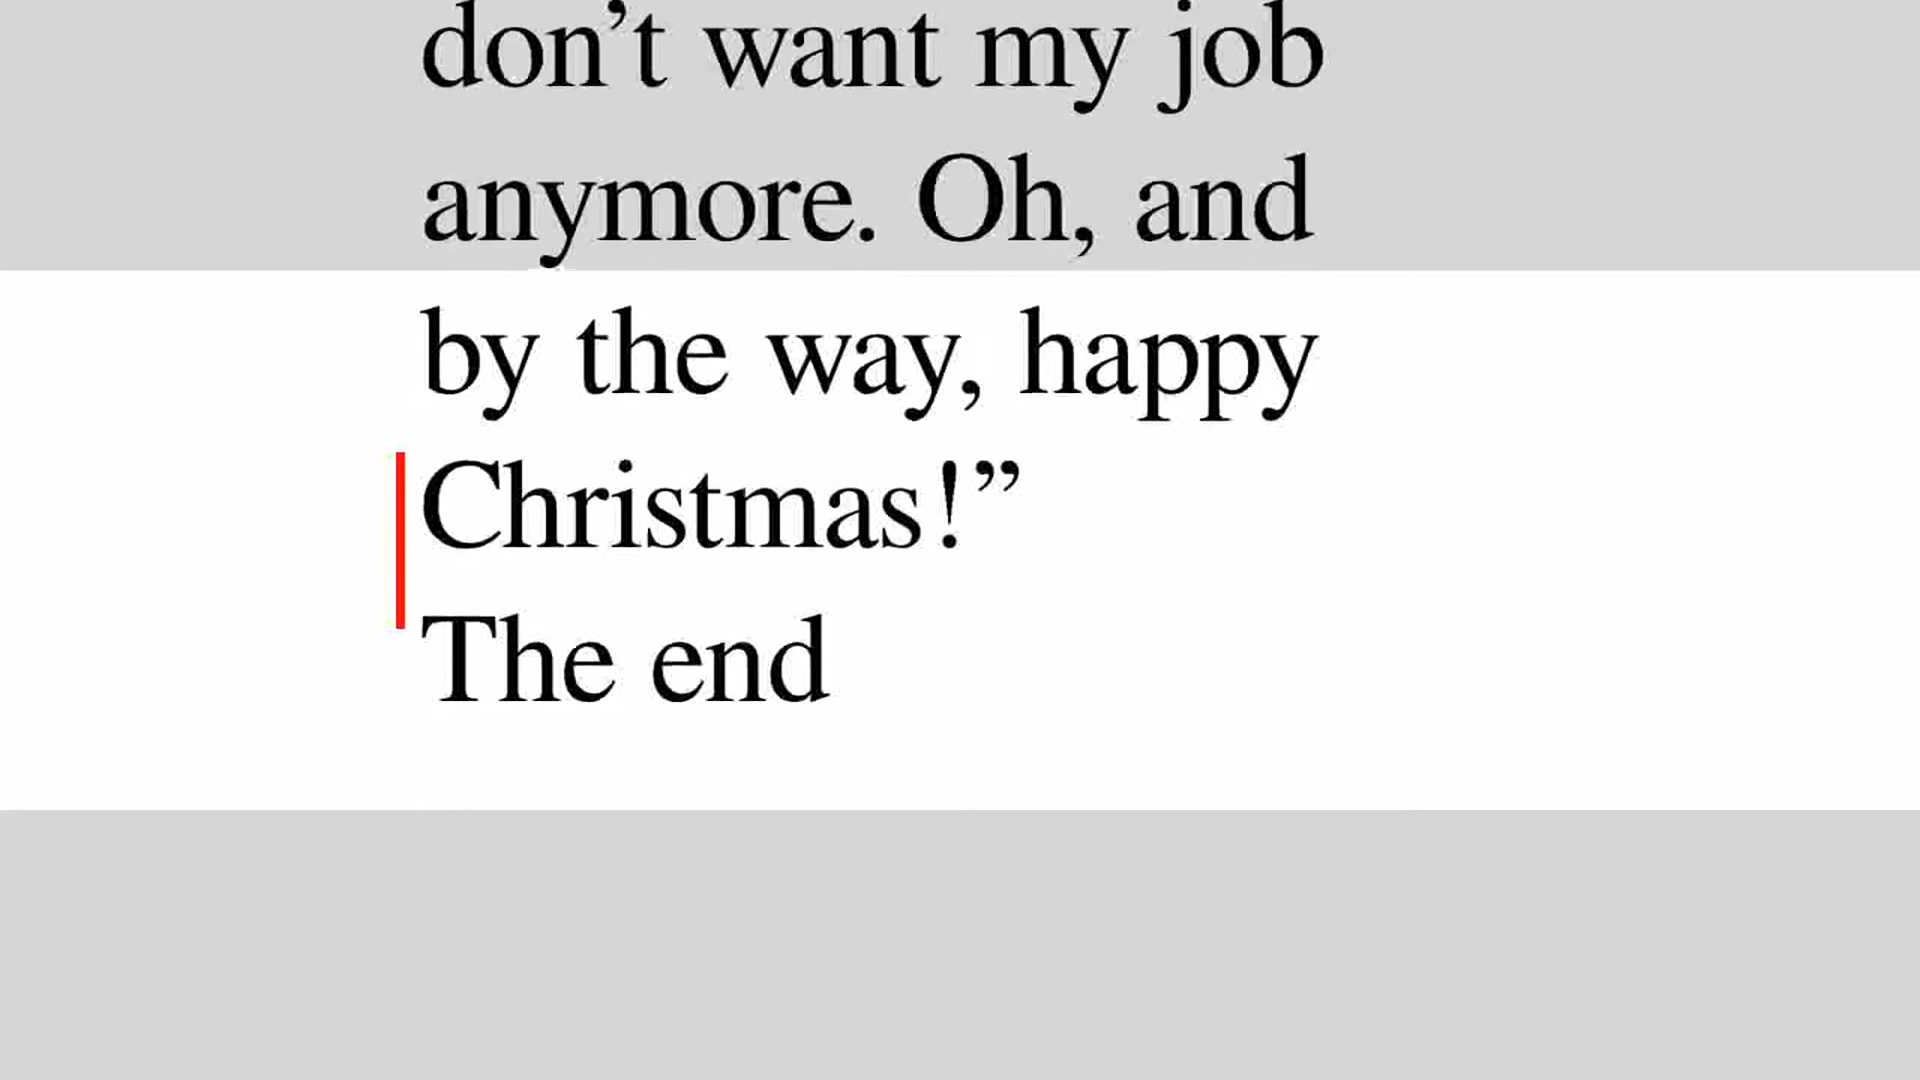 don’t want my job
anymore. Oh, and
by the way, happy
Christmas!”
The end